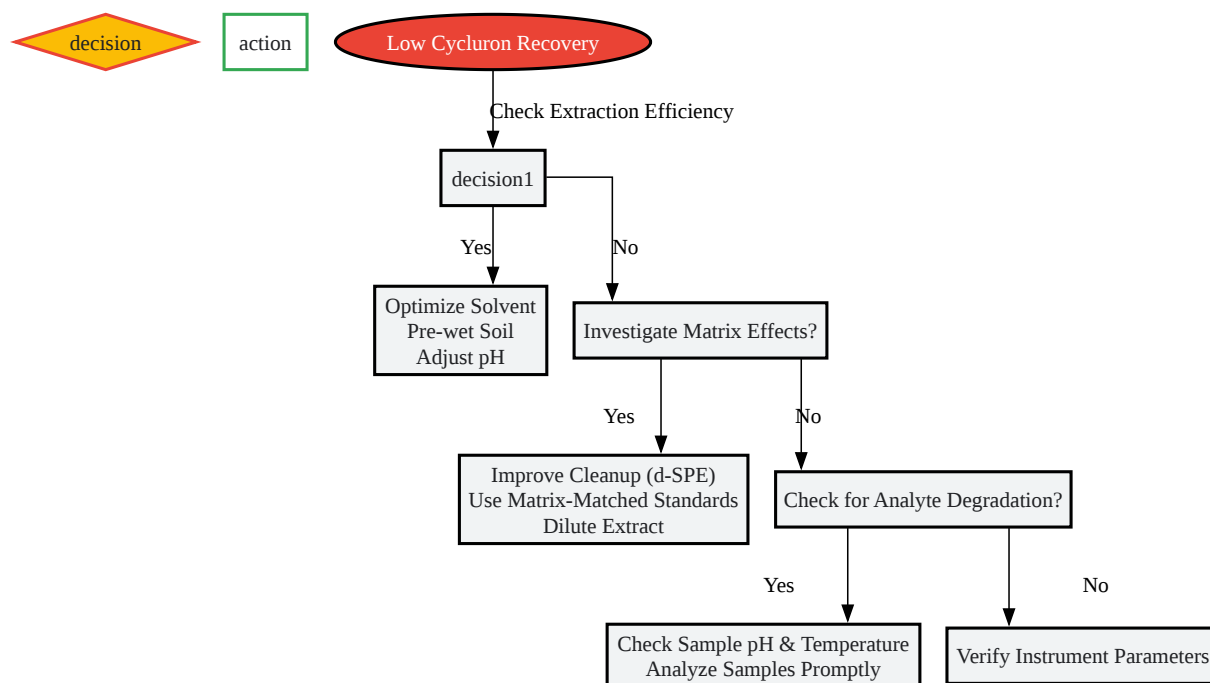 decision
action
Low Cycluron Recovery
Check Extraction Efficiency
decision1
Yes
No
Optimize Solvent
Pre-wet Soil
Adjust pH
Investigate Matrix Effects?
Yes
No
Improve Cleanup (d-SPE)
Use Matrix-Matched Standards
Dilute Extract
Check for Analyte Degradation?
Yes
No
Check Sample pH & Temperature
Analyze Samples Promptly
Verify Instrument Parameters